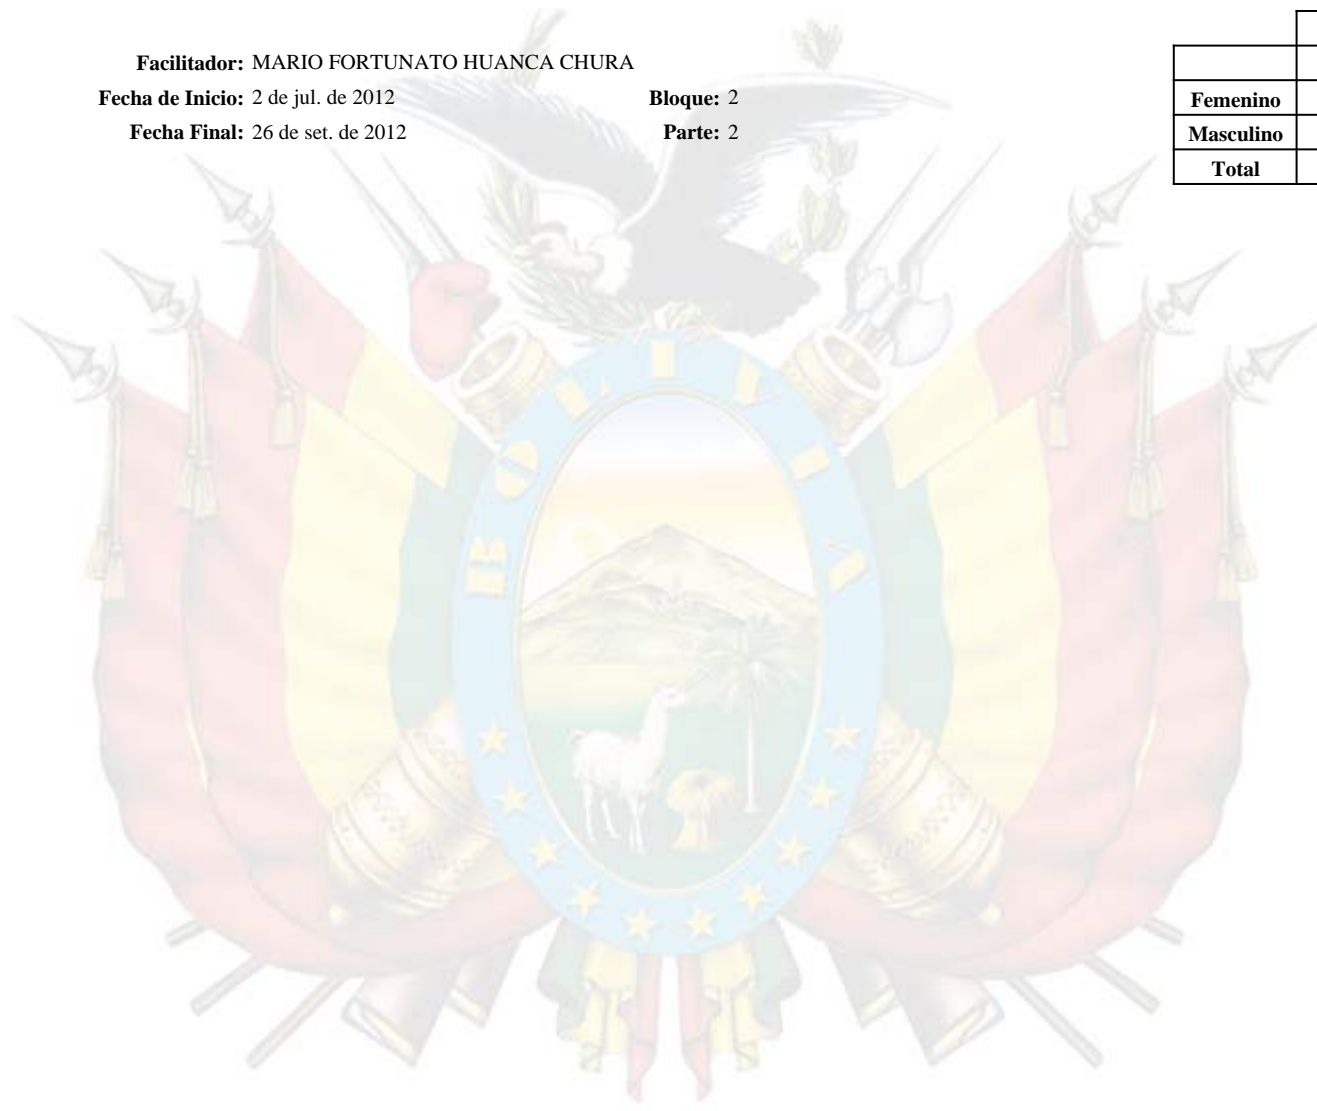 Facilitador: MARIO FORTUNATO HUANCA CHURA
Fecha de Inicio: 2 de jul. de 2012 Bloque: 2
Fecha Final: 26 de set. de 2012 Parte: 2
Femenino
Masculino
Total
BOLIVIA